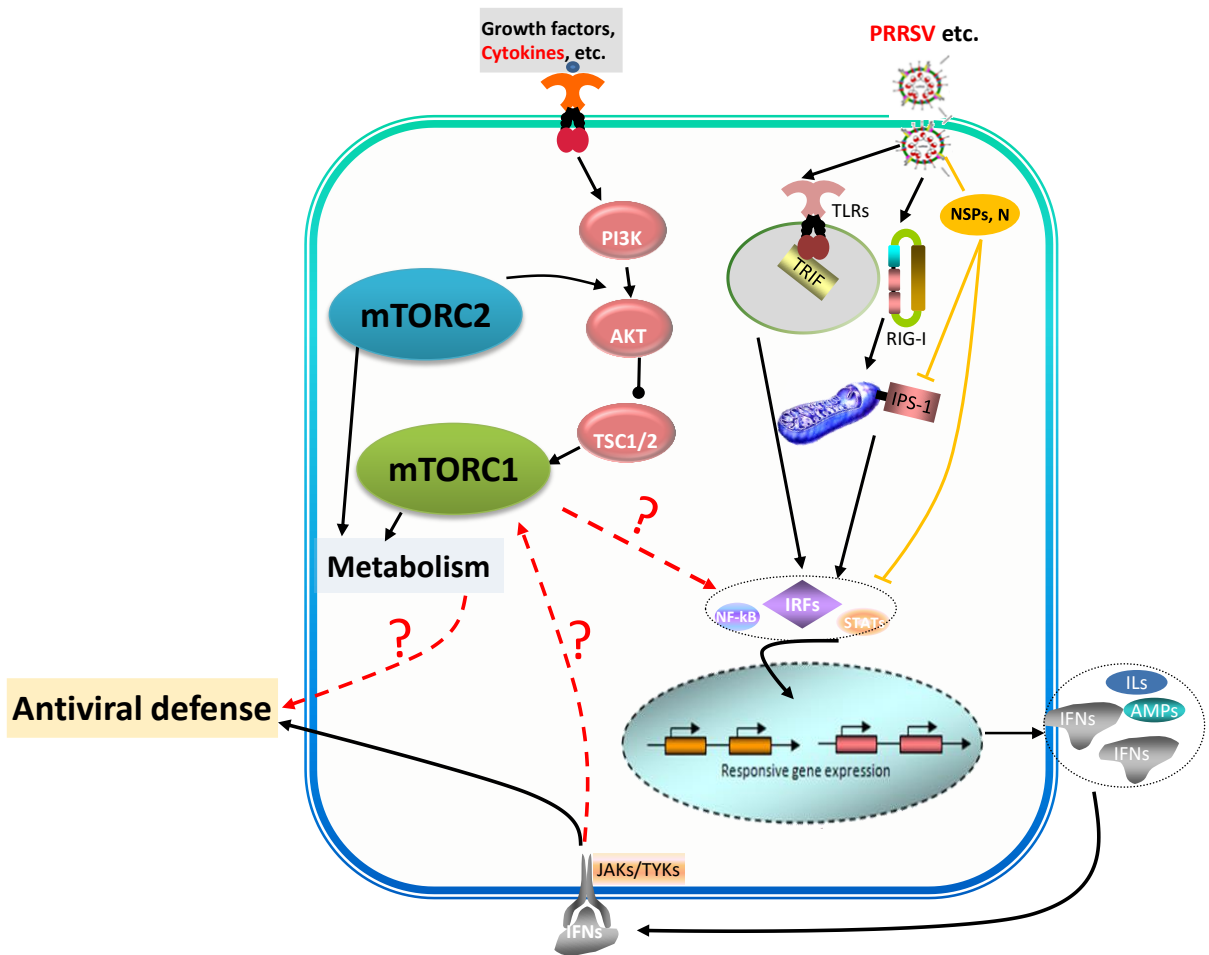 Growth factors,
Cytokines, etc.
PRRSV etc.
TLRs
NSPs, N
PI3K
TRIF
mTORC2
AKT
RIG-I
IPS-1
TSC1/2
mTORC1
?
?
Metabolism
IRFs
NF-kB
STATs
?
Antiviral defense
ILs
IFNs
AMPs
IFNs
Responsive gene expression
JAKs/TYKs
IFNs